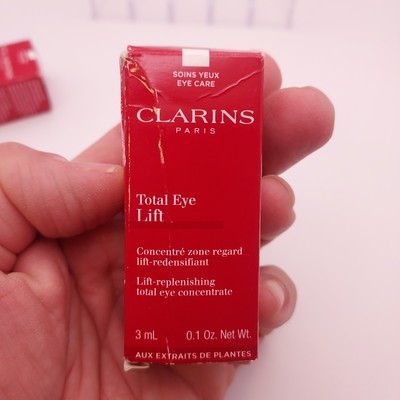 SOINS YEUX
EYE CARE
CLARINS
PARIS
Total Eye
Lift
Concentré zone regard
lift-redensifiant
Lift-replenishing
total eye concentrate
3 mL 0.1 Oz. Net Wt.
AUX EXTRAITS DE PLANTES